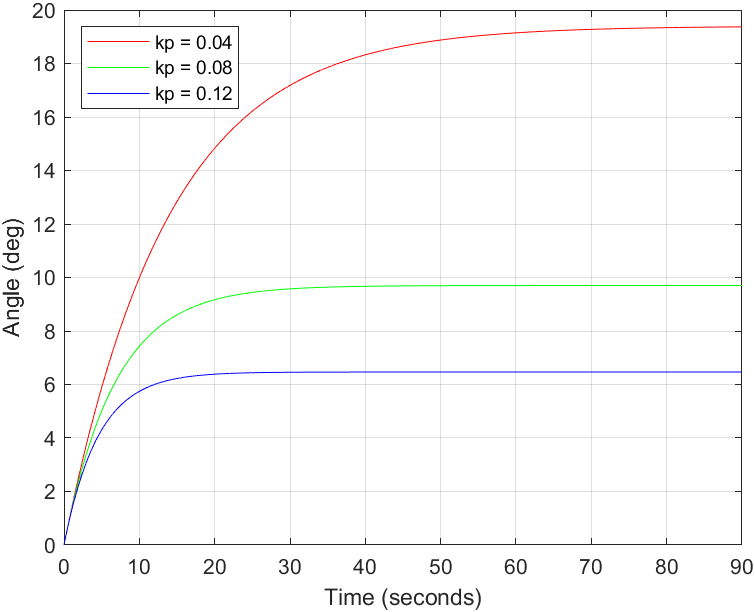 20
18
16
14
12
10
8
6
4
2
0
kp = 0.04
kp = 0.08
kp = 0.12
Angle (deg)
0 10 20 30 40 50 60 70 80 90
Time (seconds)